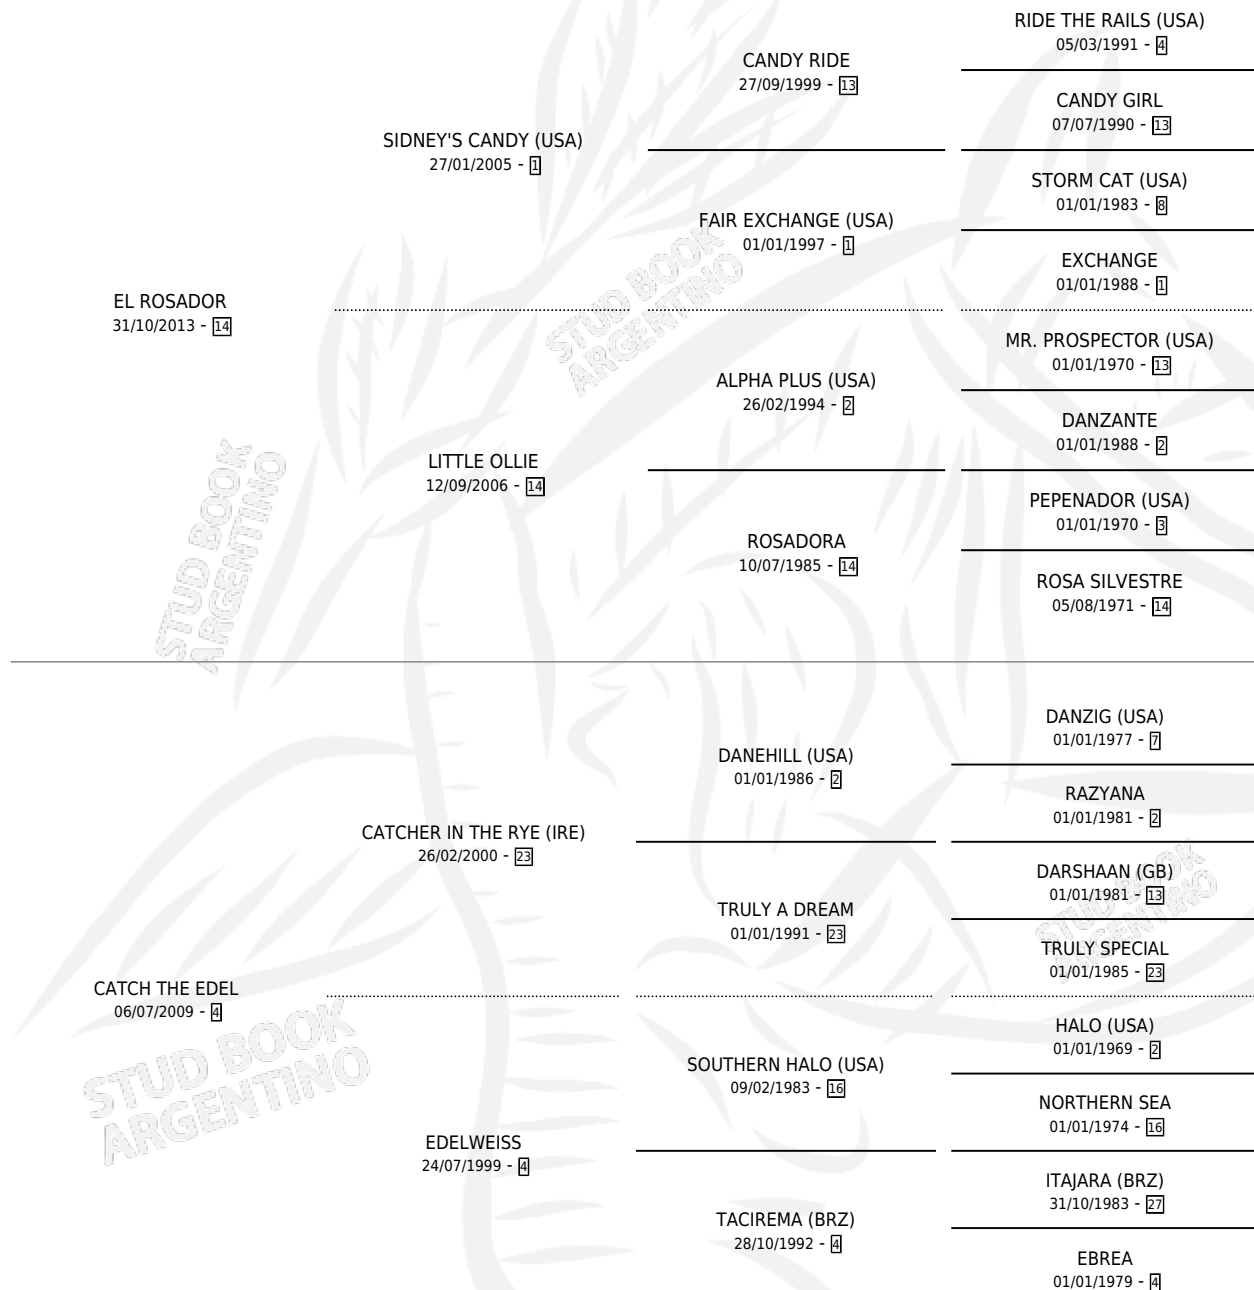 RIDE THE RAILS (USA)
05/03/1991 - 4
CANDY RIDE
27/09/1999 - 13
CANDY GIRL
07/07/1990 - 13
SIDNEY'S CANDY (USA)
27/01/2005 - 1
STORM CAT (USA)
01/01/1983 - 8
FAIR EXCHANGE (USA)
01/01/1997 - 1
EXCHANGE
01/01/1988 - 1
EL ROSADOR
31/10/2013 - 14
MR. PROSPECTOR (USA)
01/01/1970 - 13
ALPHA PLUS (USA)
26/02/1994 - 2
DANZANTE
01/01/1988 - 2
LITTLE OLLIE
12/09/2006 - 14
PEPENADOR (USA)
01/01/1970 - 3
ROSADORA
10/07/1985 - 14
ROSA SILVESTRE
05/08/1971 - 14
DANZIG (USA)
01/01/1977 - 7
DANEHILL (USA)
01/01/1986 - 2
RAZYANA
01/01/1981 - 2
CATCHER IN THE RYE (IRE)
26/02/2000 - 23
DARSHAAN (GB)
01/01/1981 - 13
TRULY A DREAM
01/01/1991 - 23
TRULY SPECIAL
01/01/1985 - 23
CATCH THE EDEL
06/07/2009 - 4
HALO (USA)
01/01/1969 - 2
SOUTHERN HALO (USA)
09/02/1983 - 16
NORTHERN SEA
01/01/1974 - 16
EDELWEISS
24/07/1999 - 4
ITAJARA (BRZ)
31/10/1983 - 27
TACIREMA (BRZ)
28/10/1992 - 4
EBREA
01/01/1979 - 4
STUD BOOK
ARGENTINO
STUD BOOK
ARGENTINO
STUD BOOK
ARGENTINO
STUD BOOK
ARGENTINO